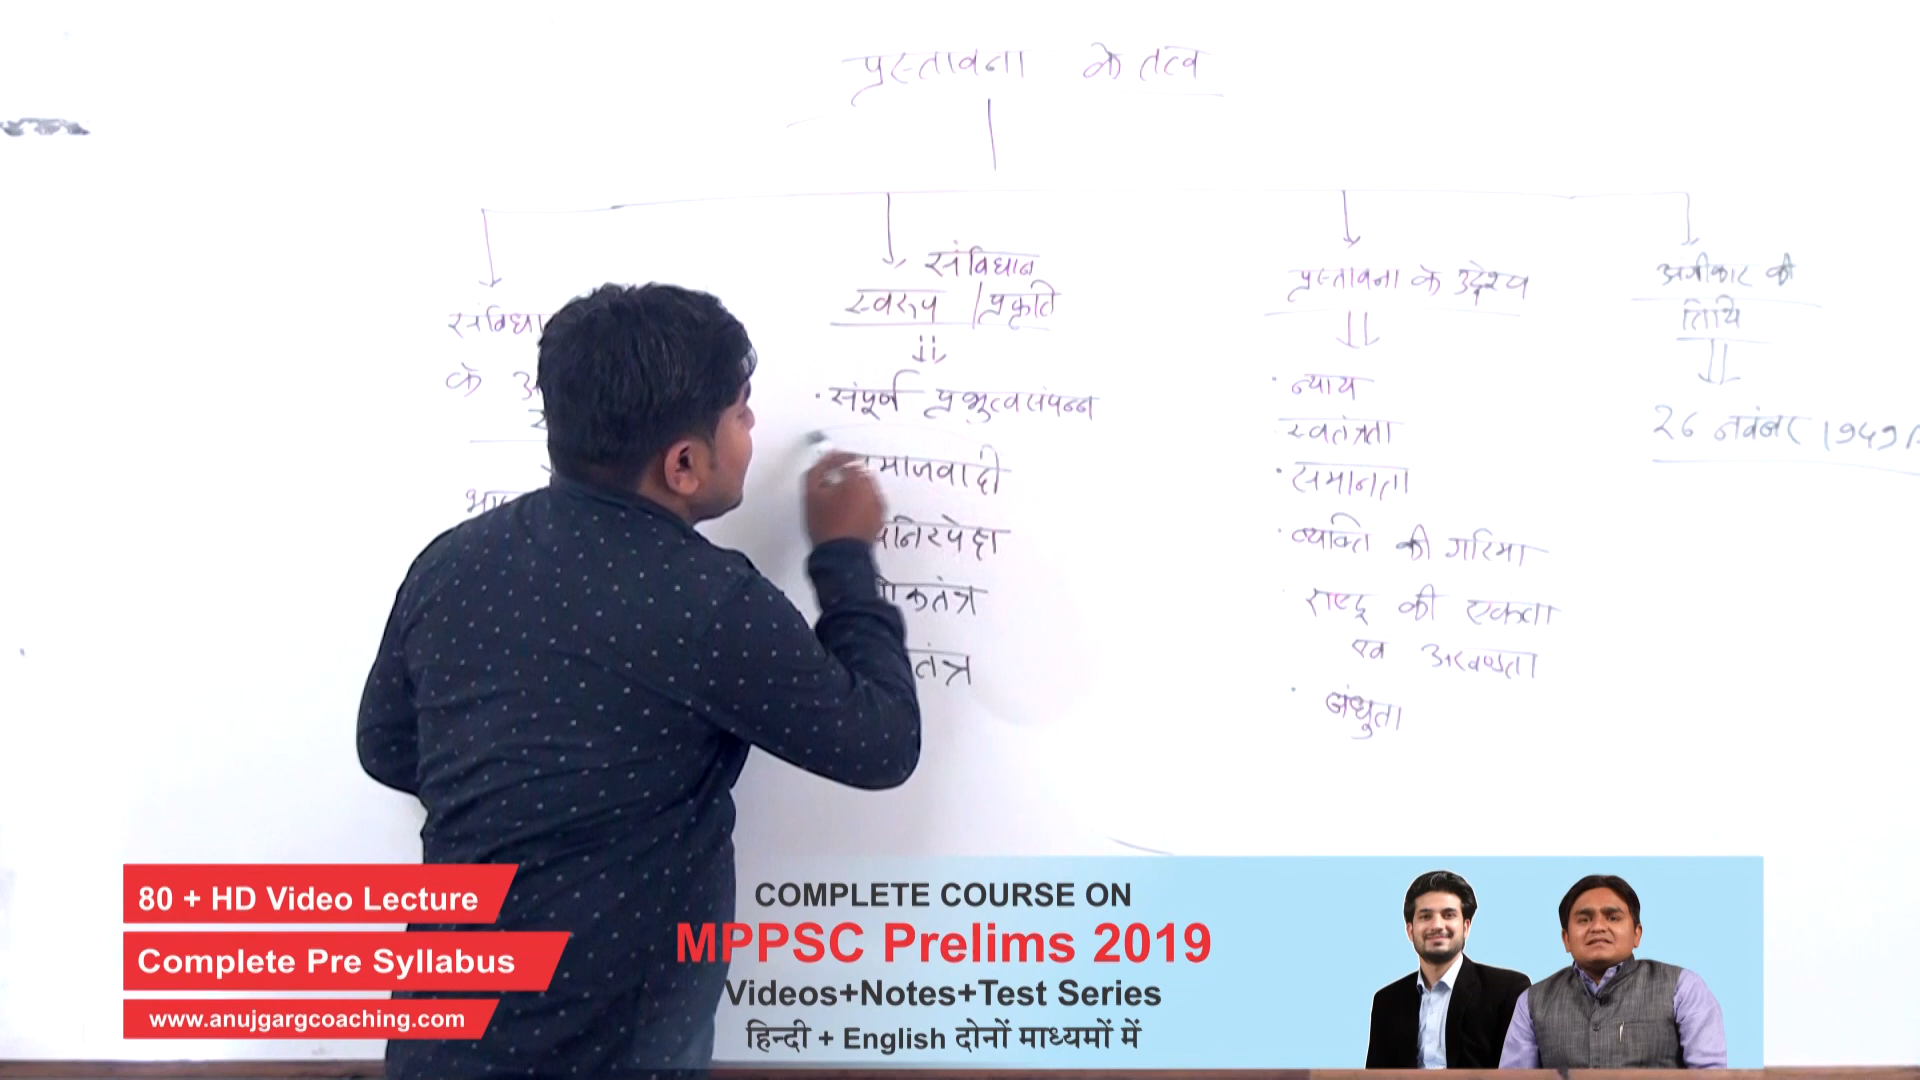 प्रस्तावना के तत्व
संविधान
के
संविधान
स्वरूप / प्रकृति
· संपूर्ण प्रभुत्वसंपन्न
माजवादी
निरपेक्ष
कतंत्र
तंत्र
प्रस्तावना के उद्देश्य
· न्याय
स्वतंत्रता
· समानता
· व्यक्ति की गरिमा
राष्ट्र की एकता
एवं अखण्डता
· बंधुता
अंगीकार की
तिथि
26 नवंबर 1949
80 + HD Video Lecture
Complete Pre Syllabus
www.anujgargcoaching.com
COMPLETE COURSE ON
MPPSC Prelims 2019
Videos+Notes+Test Series
हिन्दी + English दोनों माध्यमों में